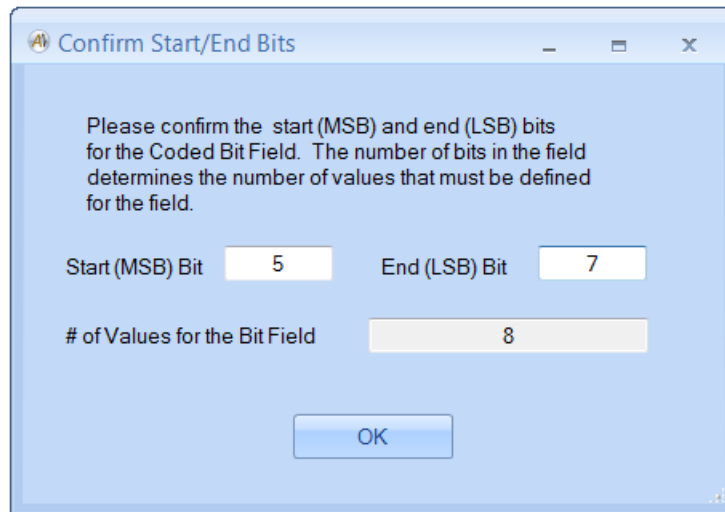 Confirm Start/End Bits
Please confirm the start (MSB) and end (LSB) bits
for the Coded Bit Field. The number of bits in the field
determines the number of values that must be defined
for the field.
Start (MSB) Bit 5 End (LSB) Bit 7
# of Values for the Bit Field 8
OK